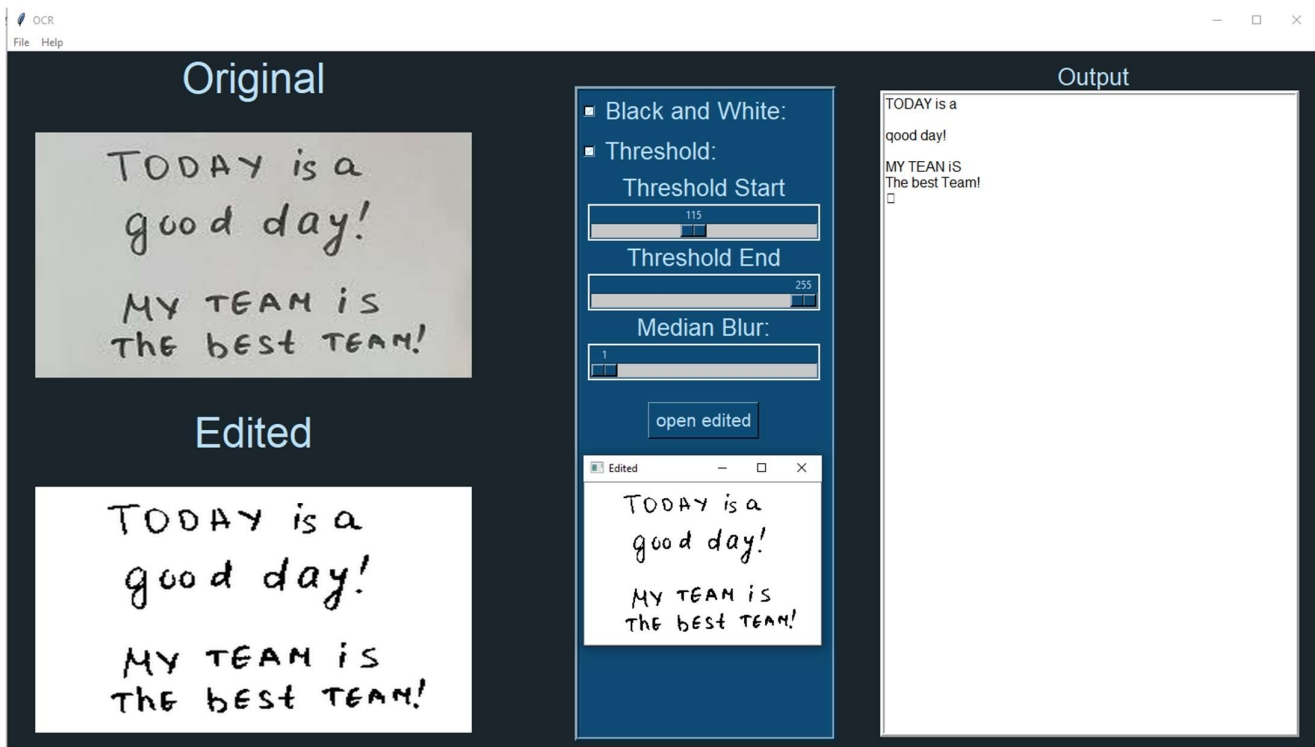 OCR
File Help
Original
TODAY is a
good day!
MY TEAM iS
ThE bEST TEAM!
Edited
TODAY is a
good day!
MY TEAM iS
ThE bEST TEAM!
Black and White:
Threshold:
Threshold Start
115
Threshold End
255
Median Blur:
1
open edited
Edited
TODAY is a
good day!
MY TEAM iS
ThE bEST TEAM!
Output
TODAY is a
qood day!
MY TEAN iS
The best Team!